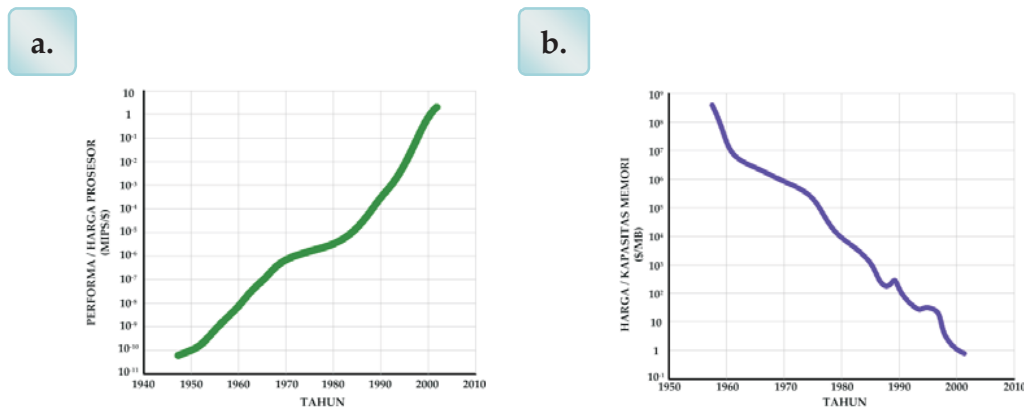 a.
b.
10
1
10⁻¹
10⁻²
10⁻³
10⁻⁴
10⁻⁵
10⁻⁶
10⁻⁷
10⁻⁸
10⁻⁹
10⁻¹⁰
10⁻¹¹
PERFORMA / HARGA PROSESOR
(MIPS/$)
1940 1950 1960 1970 1980 1990 2000 2010
TAHUN
10⁹
10⁸
10⁷
10⁶
10⁵
10⁴
10³
10²
10
1
10⁻¹
HARGA / KAPASITAS MEMORI
($/MB)
1950 1960 1970 1980 1990 2000 2010
TAHUN